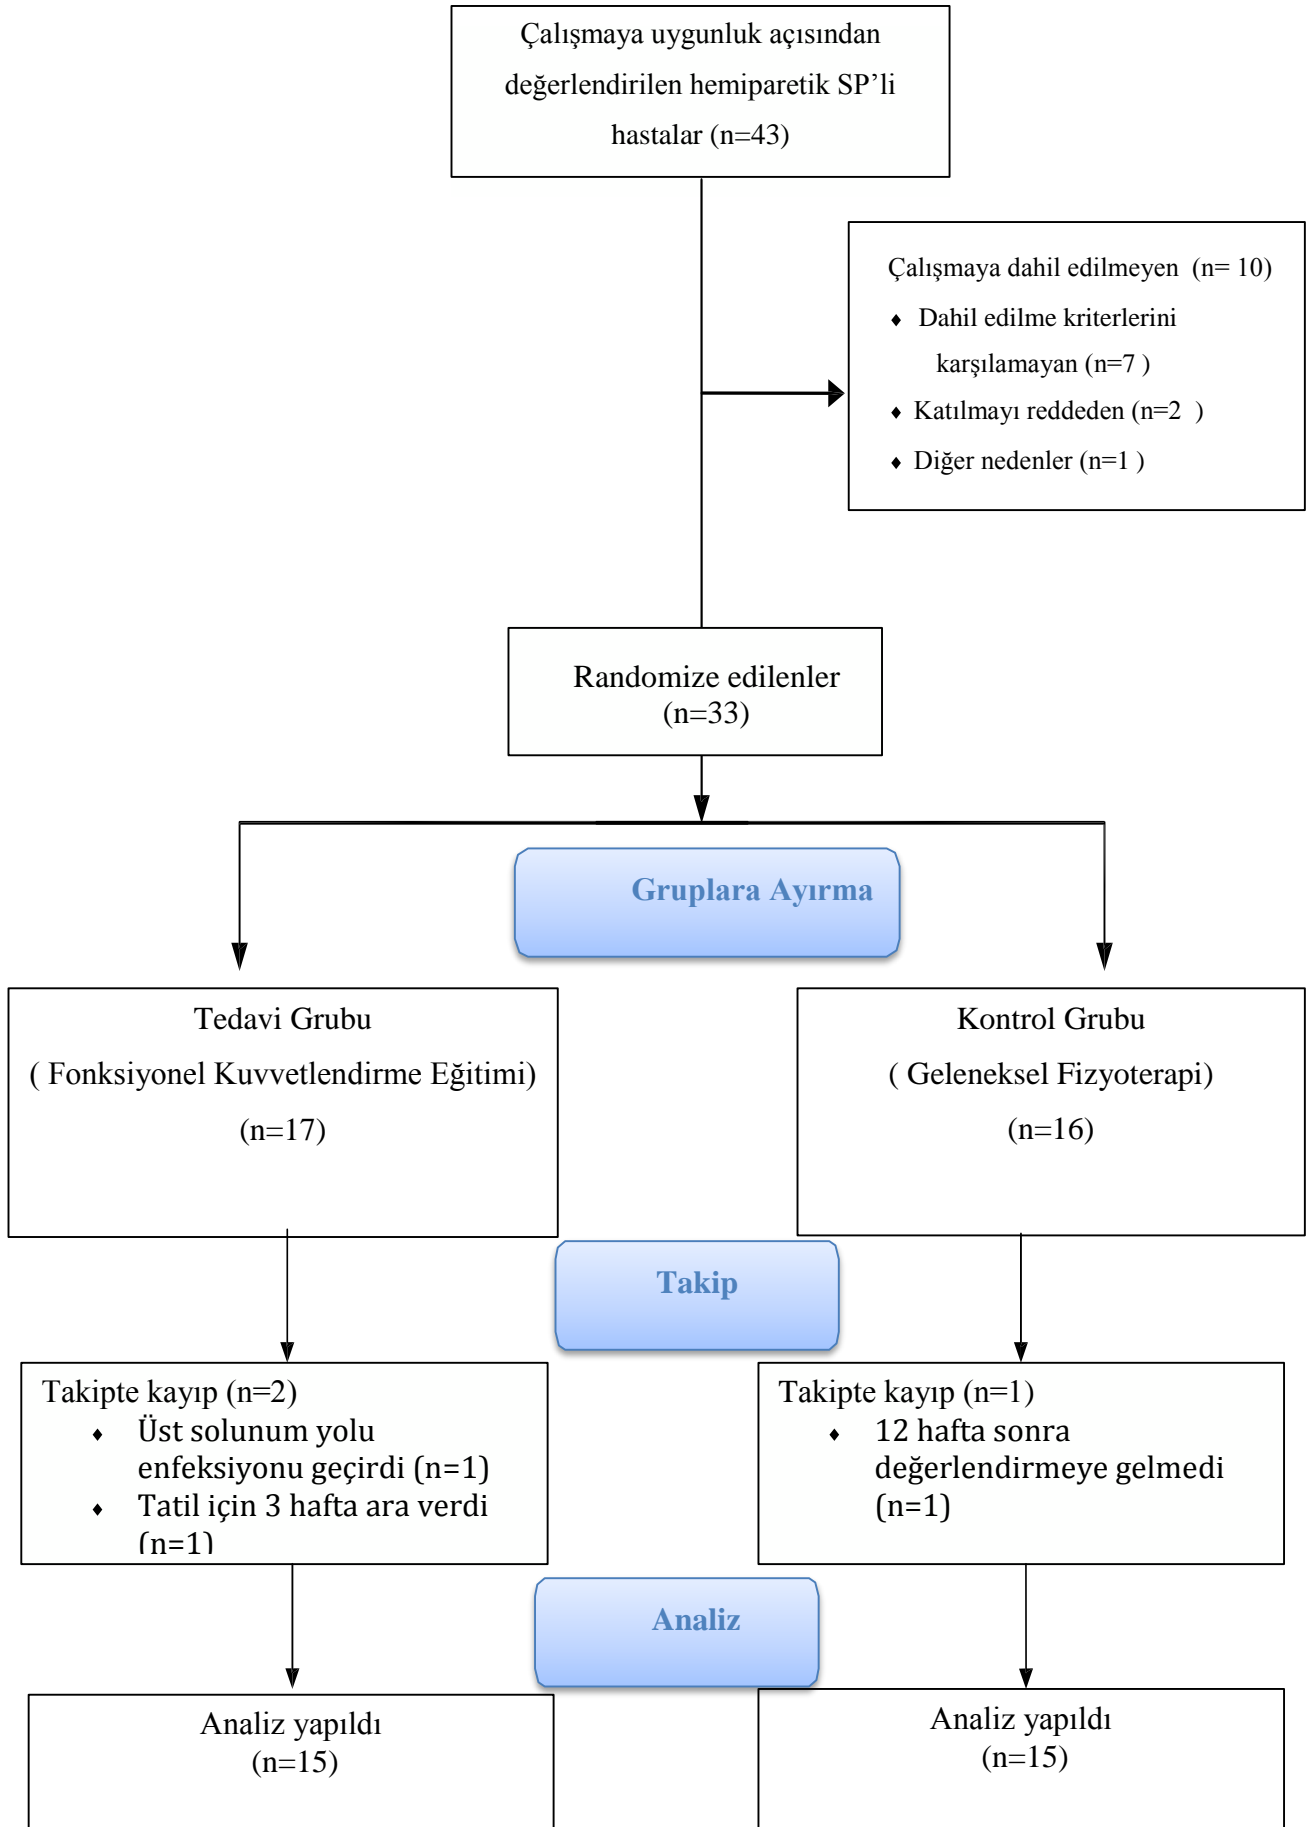 Çalışmaya uygunluk açısından
değerlendirilen hemiparetik SP’li
hastalar (n=43)
Çalışmaya dahil edilmeyen (n= 10)
♦ Dahil edilme kriterlerini
karşılamayan (n=7 )
♦ Katılmayı reddeden (n=2 )
♦ Diğer nedenler (n=1 )
Randomize edilenler
(n=33)
Gruplara Ayırma
Tedavi Grubu
( Fonksiyonel Kuvvetlendirme Eğitimi)
(n=17)
Kontrol Grubu
( Geleneksel Fizyoterapi)
(n=16)
Takip
Takipte kayıp (n=2)
♦ Üst solunum yolu
enfeksiyonu geçirdi (n=1)
♦ Tatil için 3 hafta ara verdi
(n=1)
Takipte kayıp (n=1)
♦ 12 hafta sonra
değerlendirmeye gelmedi
(n=1)
Analiz
Analiz yapıldı
(n=15)
Analiz yapıldı
(n=15)